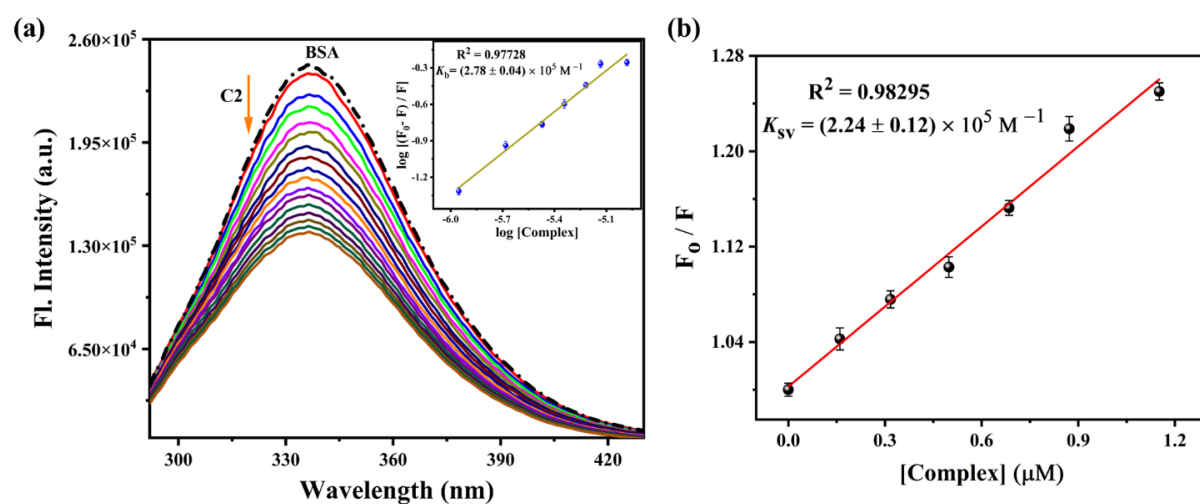 (a)
2.60×10⁵
1.95×10⁵
1.30×10⁵
6.50×10⁴
Fl. Intensity (a.u.)
BSA
C2
300 330 360 390 420
Wavelength (nm)
R² = 0.97728
K_b= (2.78 ± 0.04) × 10⁵ M⁻¹
-0.3
-0.6
-0.9
-1.2
log [(F₀- F) / F]
-6.0 -5.7 -5.4 -5.1
log [Complex]
(b)
1.28
1.20
1.12
1.04
F₀ / F
R² = 0.98295
K_sv = (2.24 ± 0.12) × 10⁵ M⁻¹
0.0 0.3 0.6 0.9 1.2
[Complex] (μM)